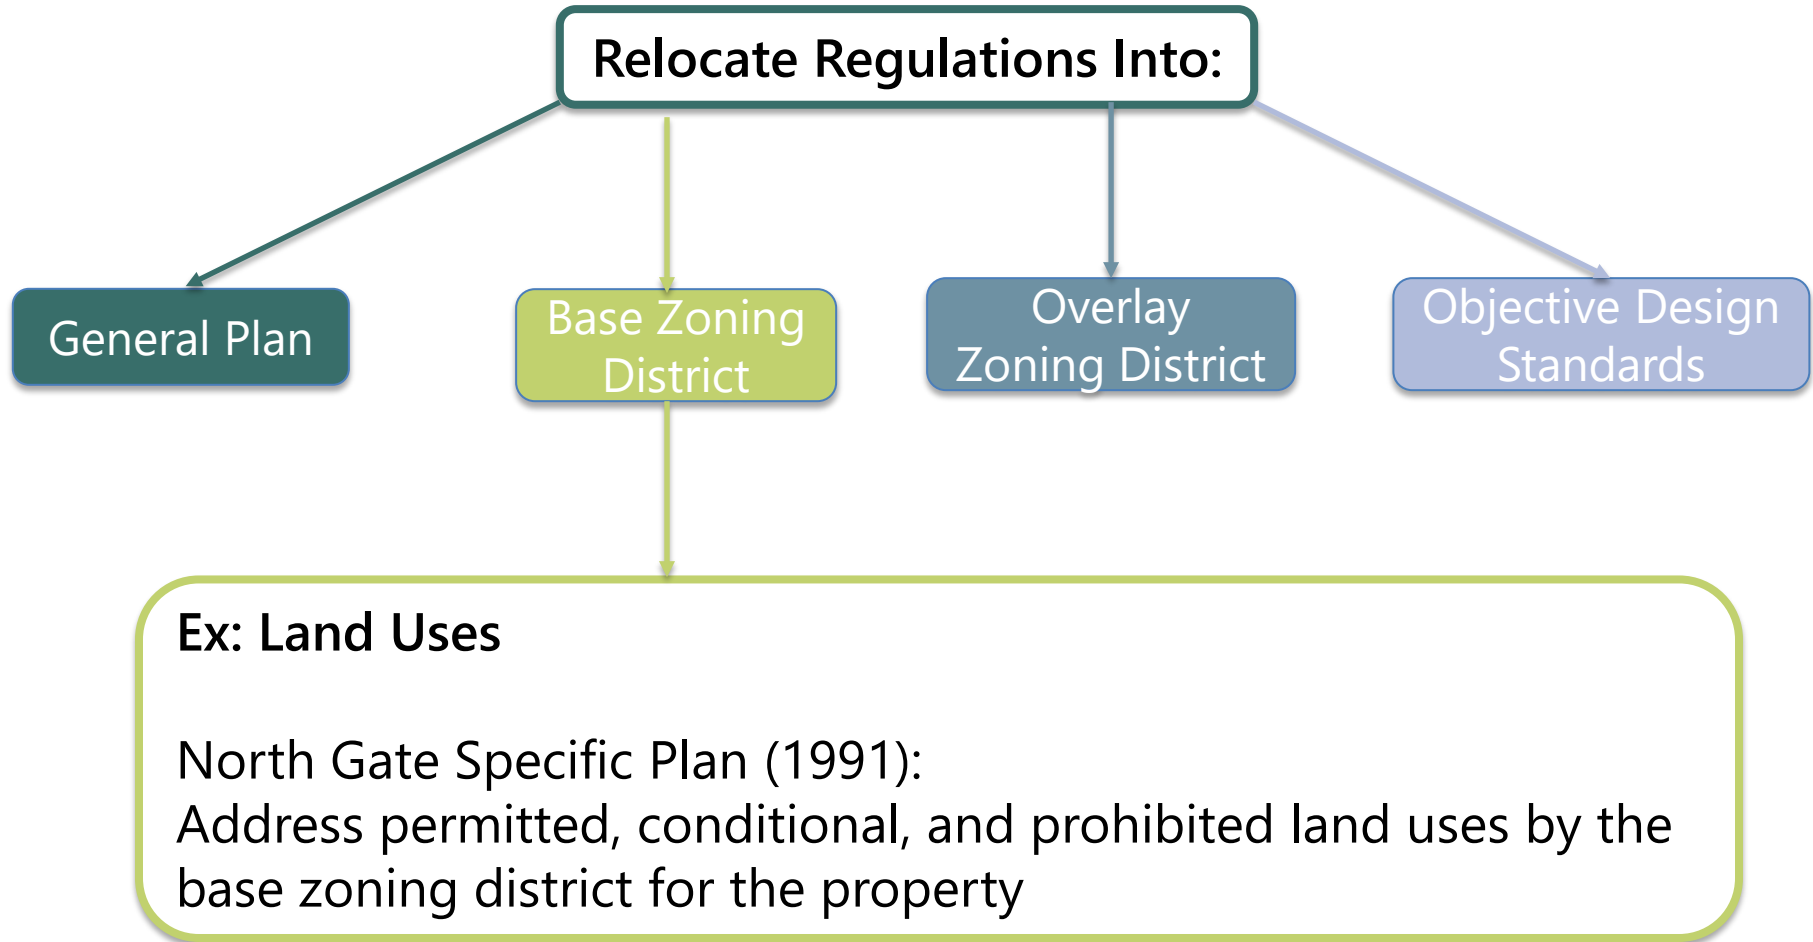 Relocate Regulations Into:
General Plan
Base Zoning
District
Overlay
Zoning District
Objective Design
Standards
Ex: Land Uses
North Gate Specific Plan (1991):
Address permitted, conditional, and prohibited land uses by the
base zoning district for the property